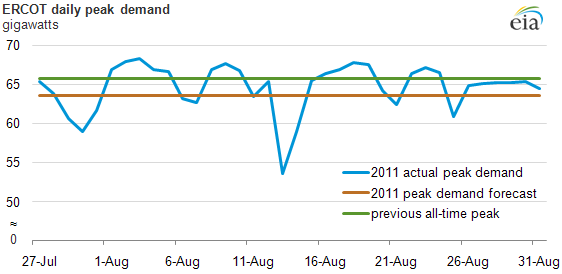 ERCOT daily peak demand
gigawatts
eia
70
65
60
55
50
≈
0
2011 actual peak demand
2011 peak demand forecast
previous all-time peak
27-Jul 1-Aug 6-Aug 11-Aug 16-Aug 21-Aug 26-Aug 31-Aug